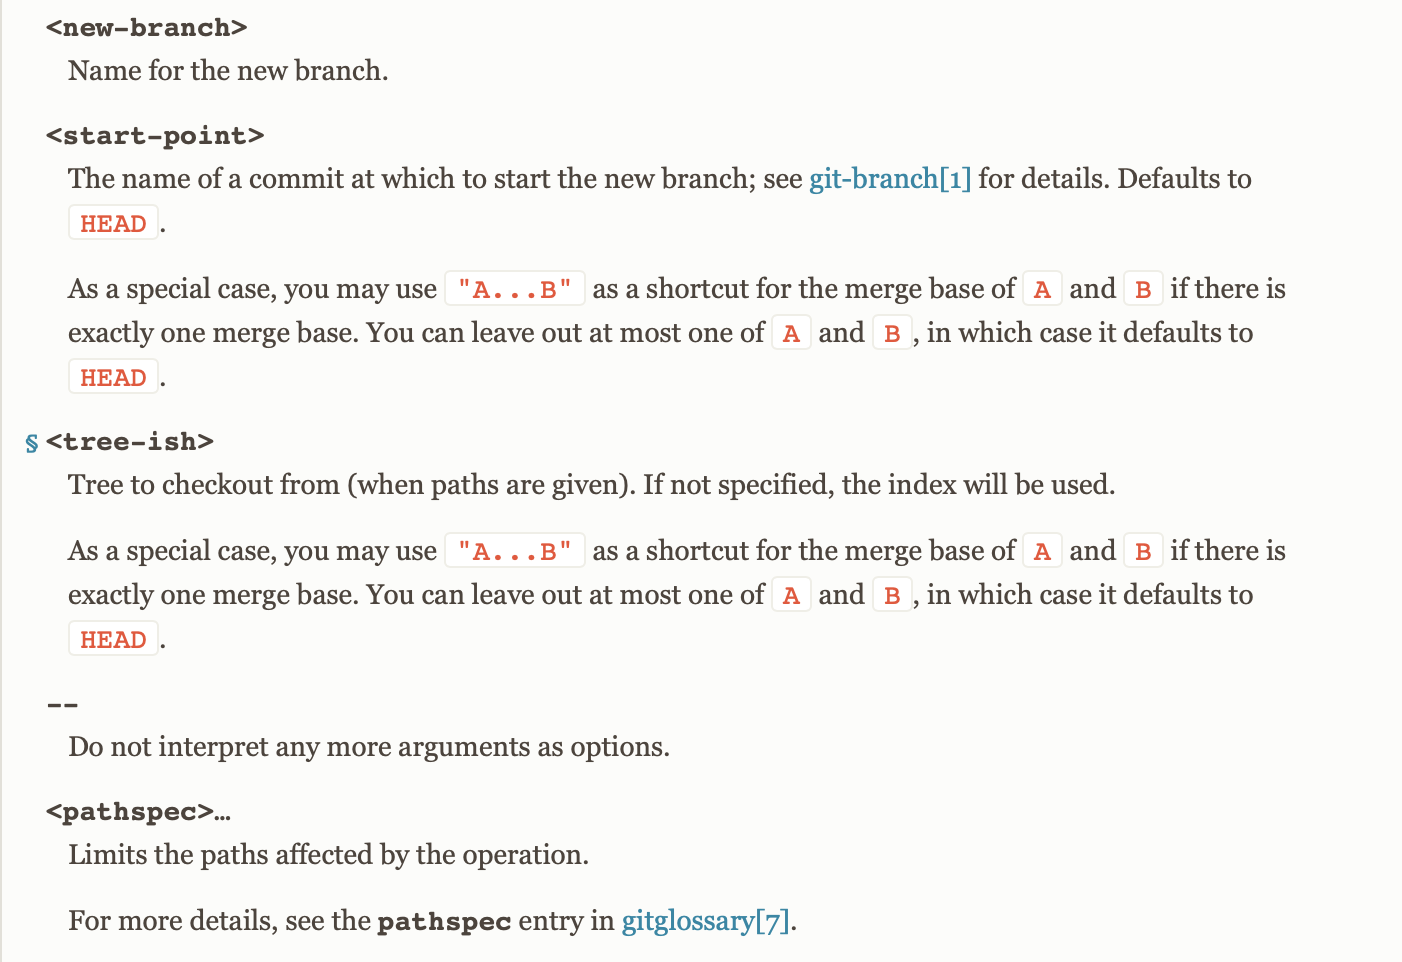 <new-branch>
Name for the new branch.
<start-point>
The name of a commit at which to start the new branch; see git-branch[1] for details. Defaults to
HEAD .
As a special case, you may use "A...B" as a shortcut for the merge base of A and B if there is
exactly one merge base. You can leave out at most one of A and B , in which case it defaults to
HEAD .
§ <tree-ish>
Tree to checkout from (when paths are given). If not specified, the index will be used.
As a special case, you may use "A...B" as a shortcut for the merge base of A and B if there is
exactly one merge base. You can leave out at most one of A and B , in which case it defaults to
HEAD .
--
Do not interpret any more arguments as options.
<pathspec>…
Limits the paths affected by the operation.
For more details, see the pathspec entry in gitglossary[7].